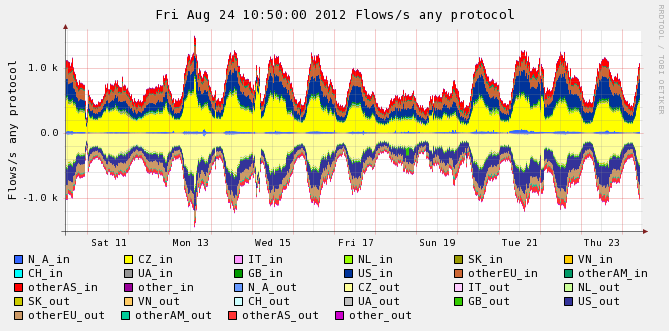 Fri Aug 24 10:50:00 2012 Flows/s any protocol
RRDTOOL / TOBI OETIKER
Flows/s any protocol
1.0 k
0.0
-1.0 k
Sat 11 Mon 13 Wed 15 Fri 17 Sun 19 Tue 21 Thu 23
N_A_in CZ_in IT_in NL_in SK_in VN_in
CH_in UA_in GB_in US_in otherEU_in otherAM_in
otherAS_in other_in N_A_out CZ_out IT_out NL_out
SK_out VN_out CH_out UA_out GB_out US_out
otherEU_out otherAM_out otherAS_out other_out